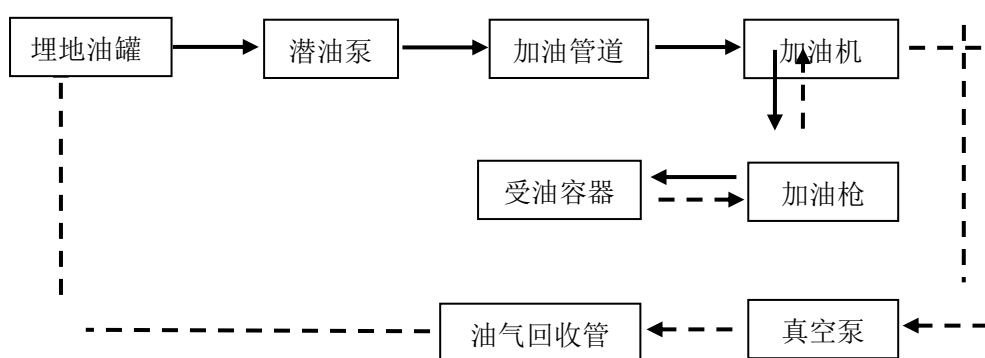 埋地油罐
潜油泵
加油管道
加油机
受油容器
加油枪
油气回收管
真空泵